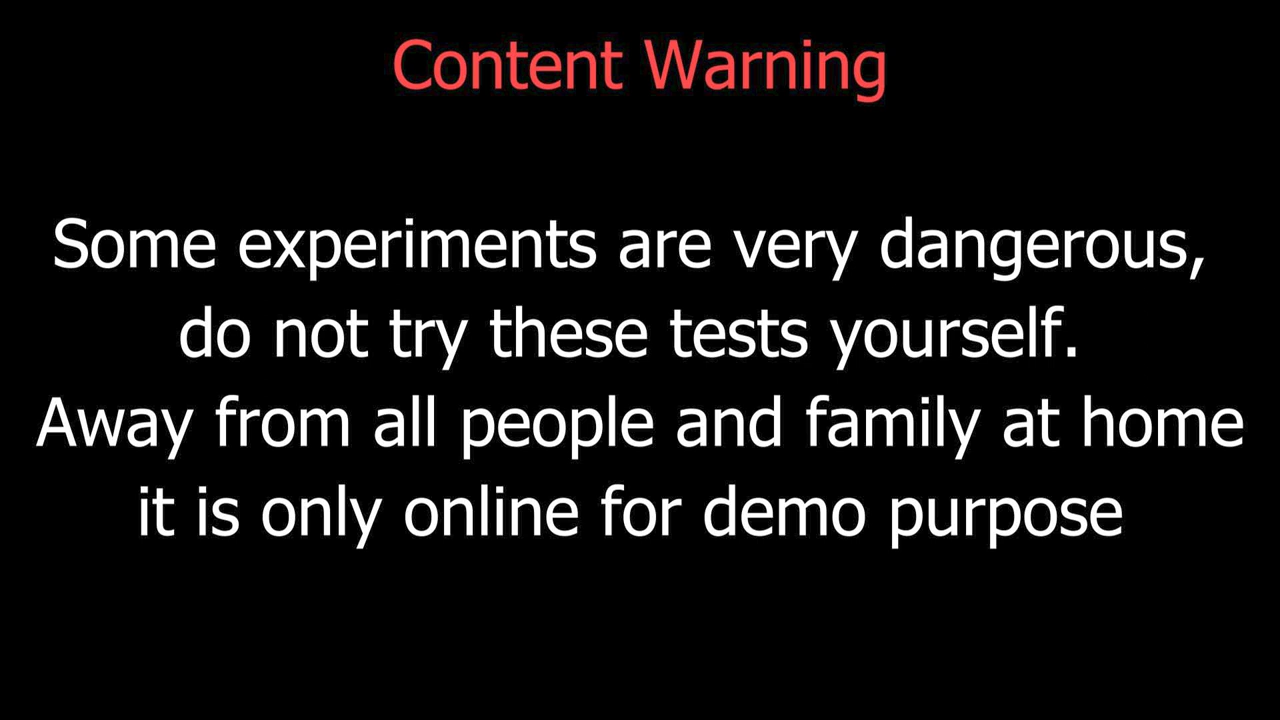 Content Warning
Some experiments are very dangerous,
do not try these tests yourself.
Away from all people and family at home
it is only online for demo purpose